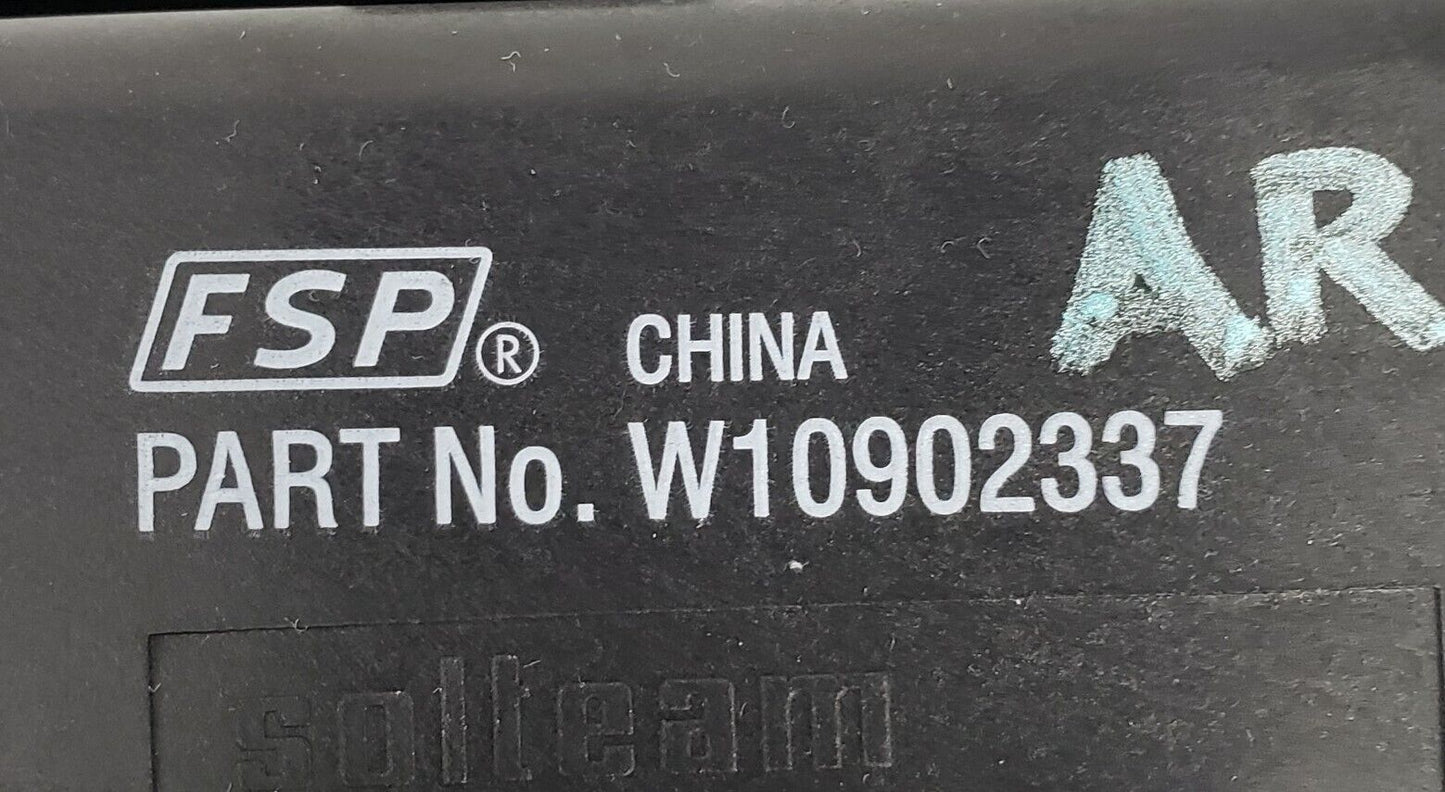 AR
FSP® CHINA
PART No. W10902337
solteam